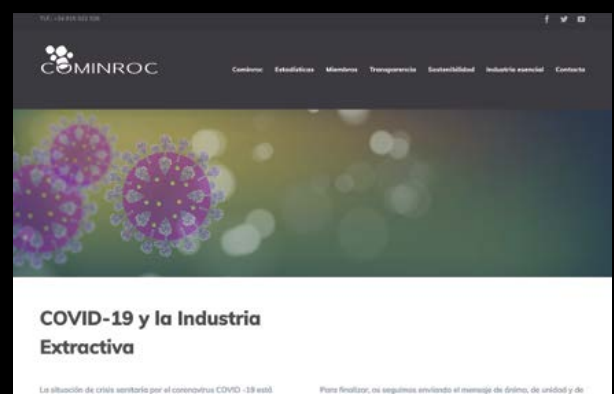 COMINROC
Cominroc Estadísticas Miembros Transparencia Sostenibilidad Industria esencial Contacto
COVID-19 y la Industria
Extractiva
La situación de crisis sanitaria por el coronavirus COVID -19 está
Para finalizar, os seguimos enviando el mensaje de ánimo, de unidad y de